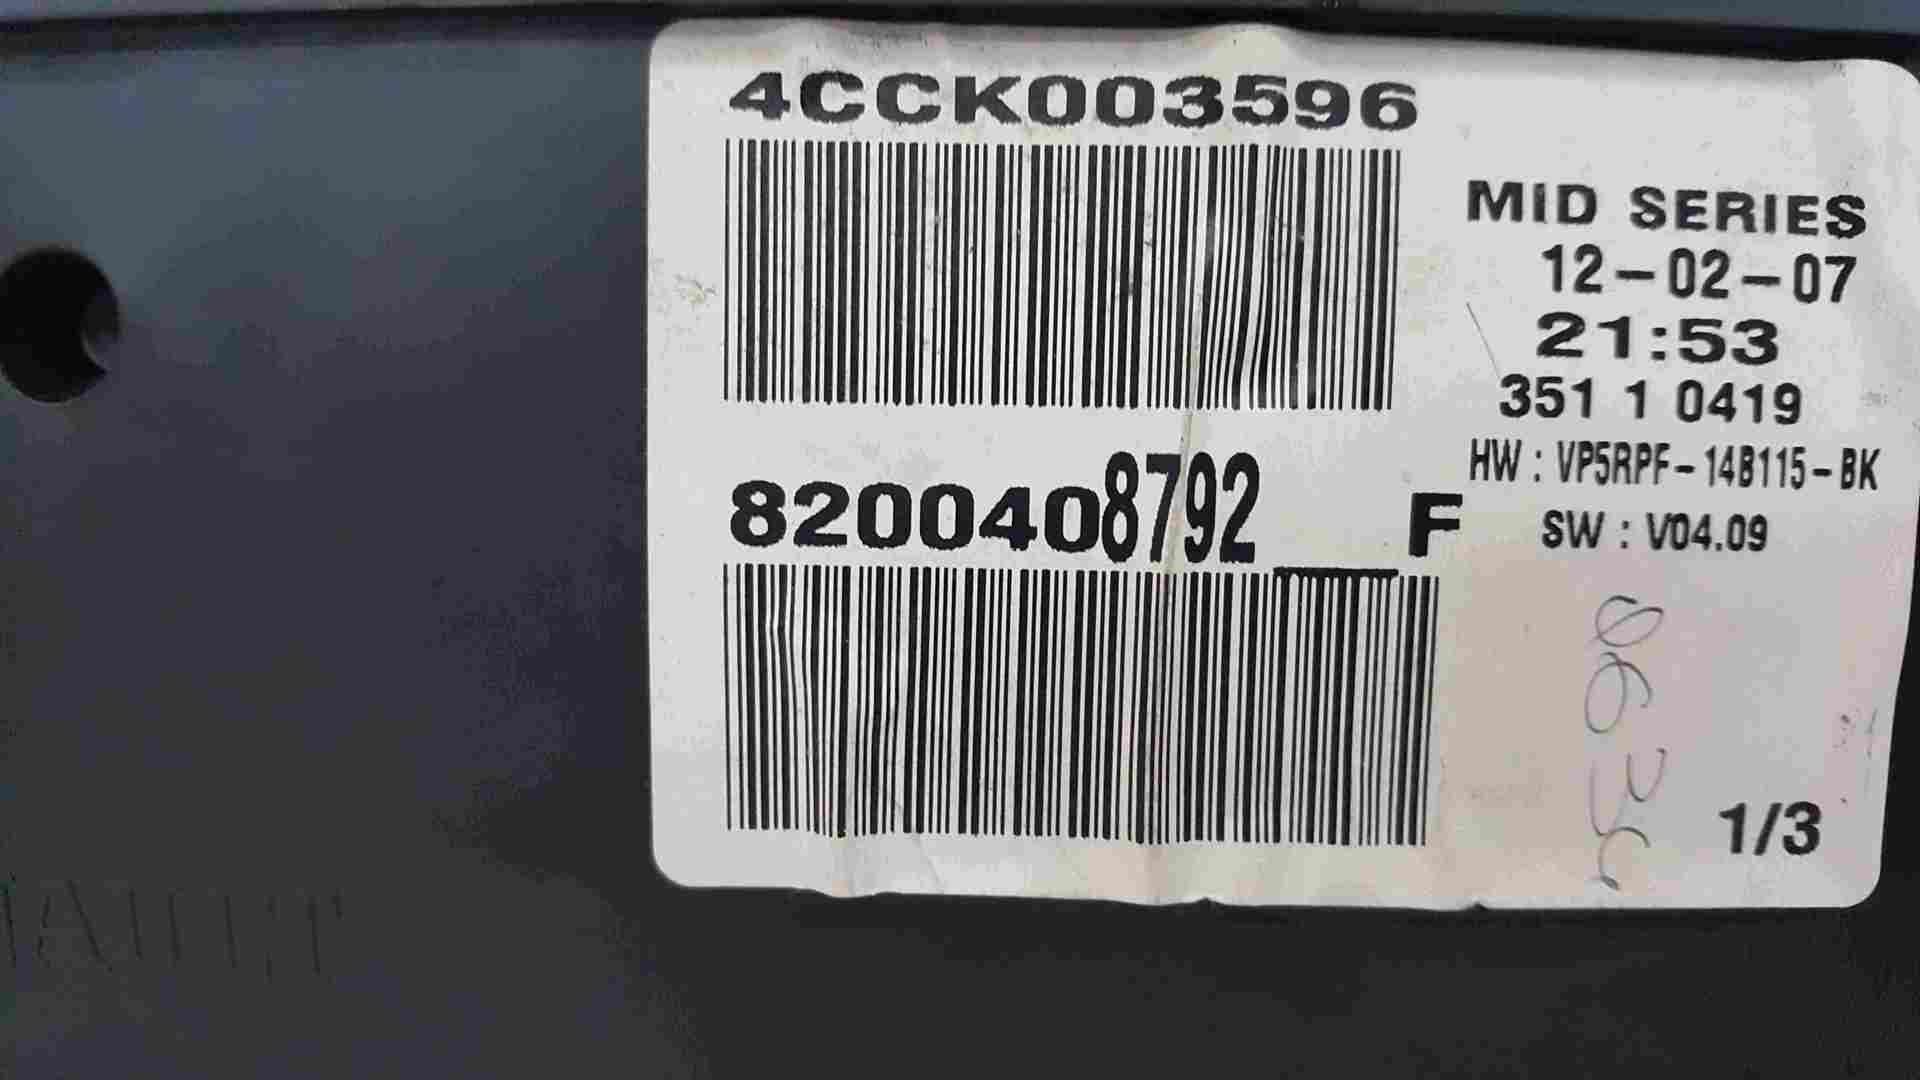 4CCK003596
MID SERIES
12-02-07
21:53
351 1 0419
HW : VP5RPF-14B115-BK
SW : V04.09
8200408792__F
1/3